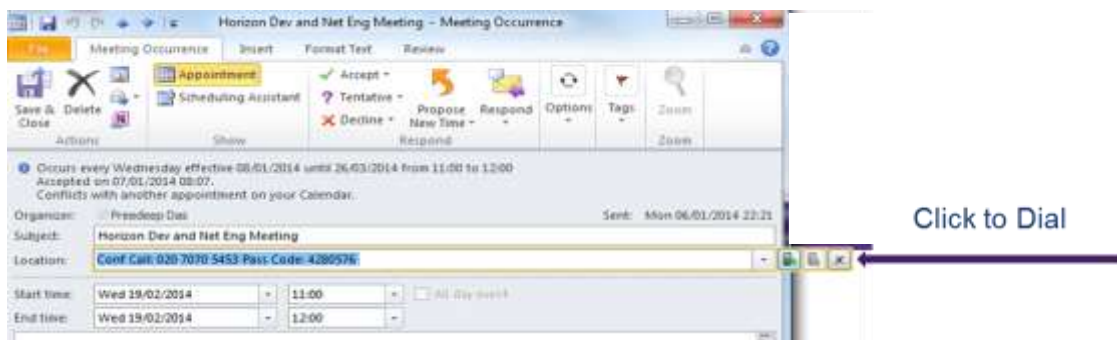 Horizon Dev and Net Eng Meeting - Meeting Occurrence
File Meeting Occurrence Insert Format Text Review
Save & Close
Delete
Appointment
Scheduling Assistant
Accept
Tentative
Decline
Propose New Time
Respond
Options
Tags
Zoom
Actions Show Respond Zoom
Occurs every Wednesday effective 08/01/2014 until 26/03/2014 from 11:00 to 12:00
Accepted on 07/01/2014 08:07.
Conflicts with another appointment on your Calendar.
Organizer: Das Sent: Mon 06/01/2014 22:21
Subject: Horizon Dev and Net Eng Meeting
Location: Conf Call: 020 7070 5453 Pass Code: 4280576
Click to Dial
Start time: Wed 19/02/2014 11:00 All day event
End time: Wed 19/02/2014 12:00